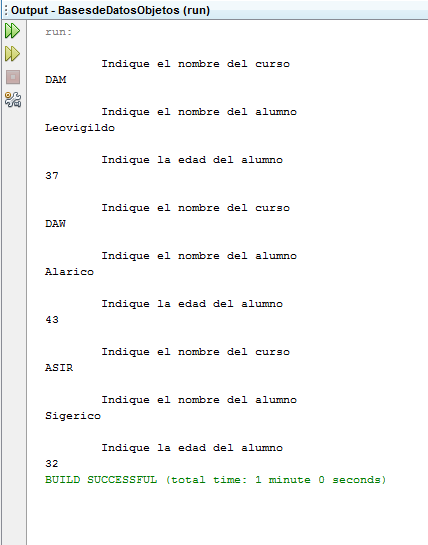 Output - BasesdeDatosObjetos (run)
run:
Indique el nombre del curso
DAM
Indique el nombre del alumno
Leovigildo
Indique la edad del alumno
37
Indique el nombre del curso
DAW
Indique el nombre del alumno
Alarico
Indique la edad del alumno
43
Indique el nombre del curso
ASIR
Indique el nombre del alumno
Sigerico
Indique la edad del alumno
32
BUILD SUCCESSFUL (total time: 1 minute 0 seconds)